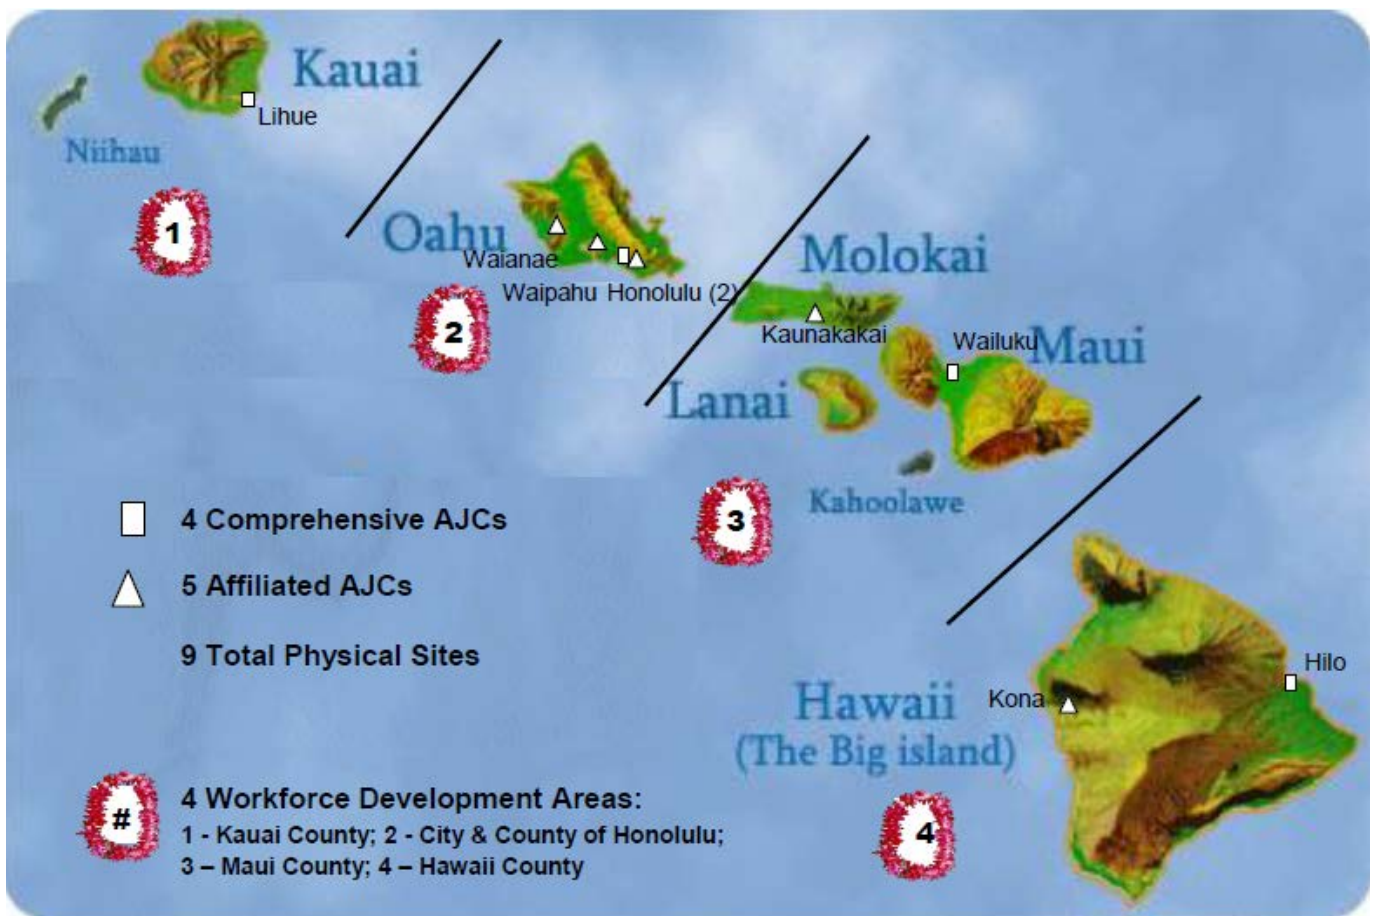 Kauai
Lihue
Niihau
1
Oahu
Waianae
Waipahu Honolulu (2)
2
Molokai
Kaunakakai
Wailuku
Maui
Lanai
Kahoolawe
3
4 Comprehensive AJCs
5 Affiliated AJCs
9 Total Physical Sites
Hilo
Kona
Hawaii
(The Big island)
4
#
4 Workforce Development Areas:
1 - Kauai County; 2 - City & County of Honolulu;
3 – Maui County; 4 – Hawaii County